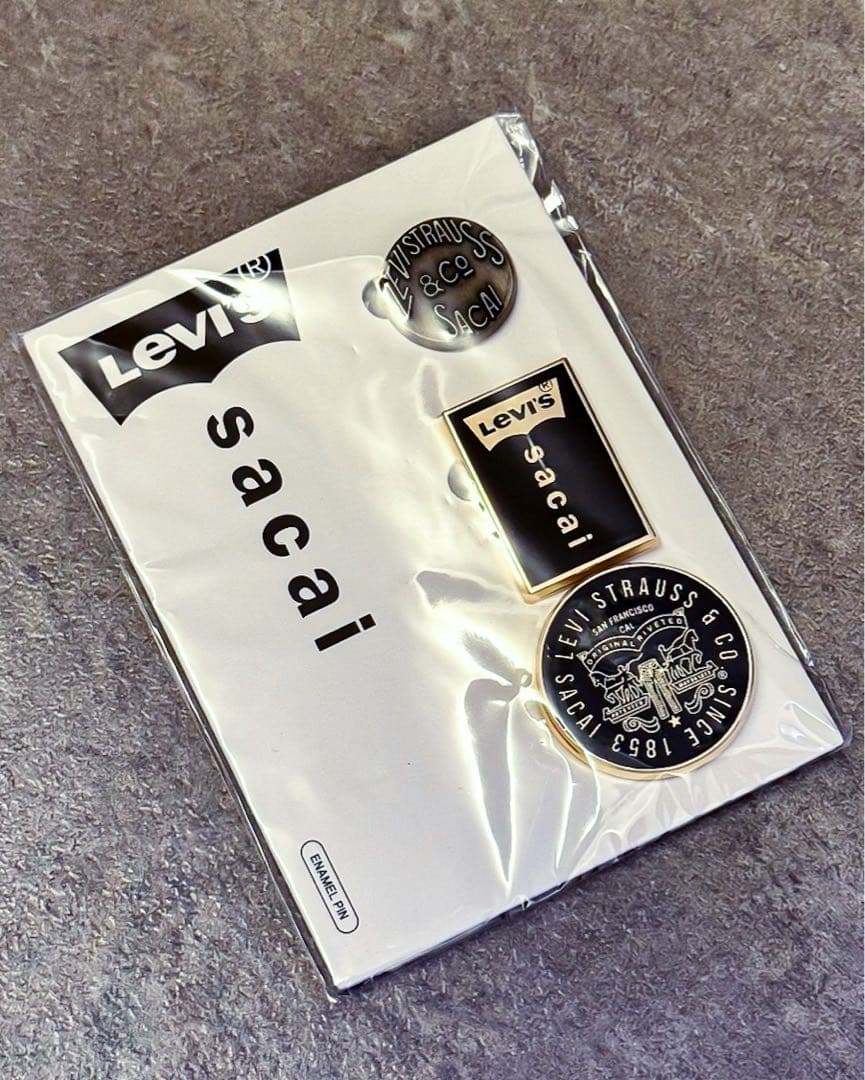 Levi's®
sacai
LEVI STRAUSS
& Co
SACAI
Levi's®
sacai
LEVI STRAUSS & CO SINCE 1853 SACAI
SAN FRANCISCO
CAL
ORIGINAL RIVETED
ENAMEL PIN